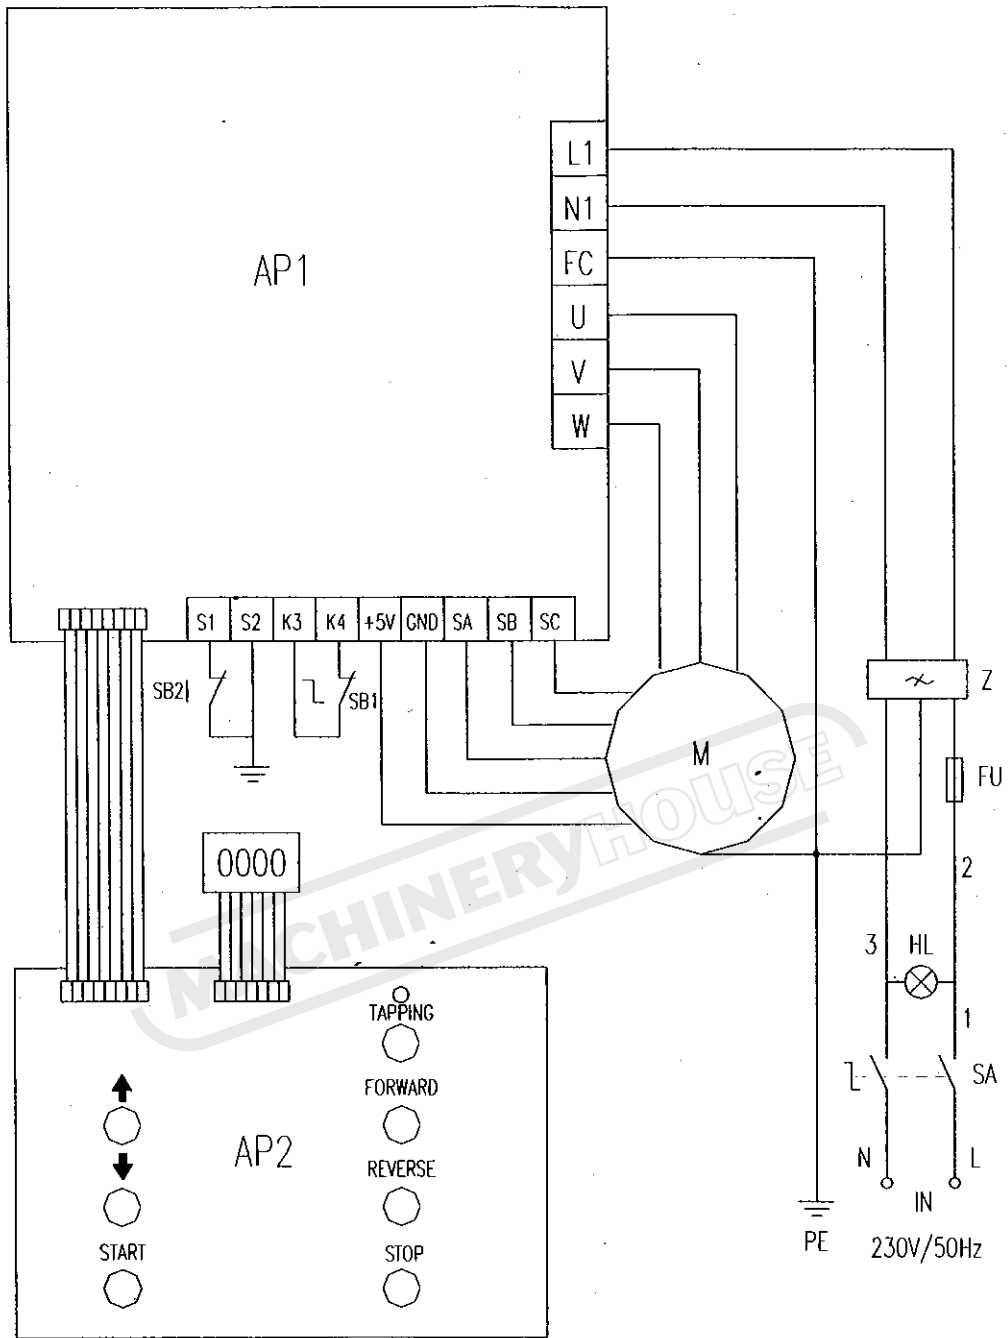 L1
N1
FC
U
V
W
AP1
S1 S2 K3 K4 +5V GND SA SB SC
SB2
SB1
M
Z
FU
0000
MACHINERYHOUSE
2
3 HL
1
SA
N L
IN
PE
230V/50Hz
TAPPING
FORWARD
AP2
REVERSE
START STOP